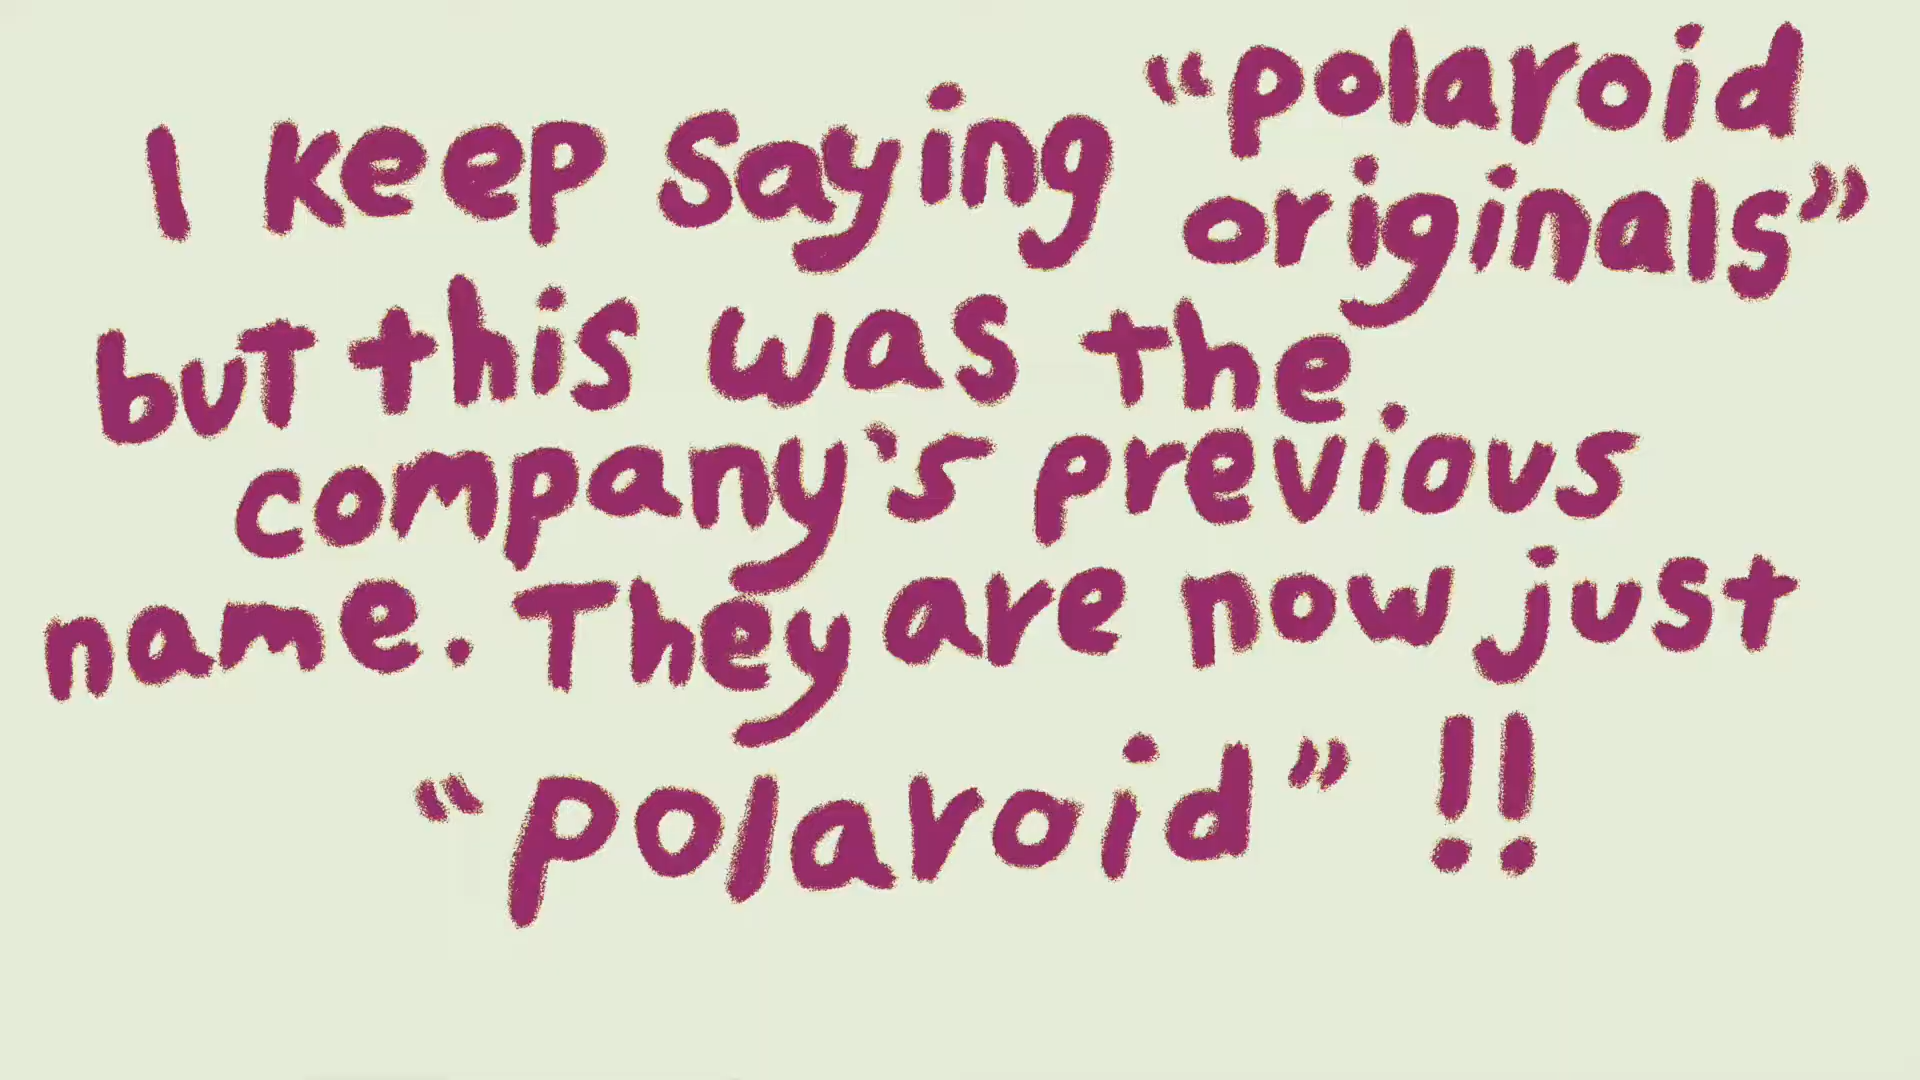 I keep saying "polaroid
originals"
but this was the
company's previous
name. They are now just
"polaroid" !!